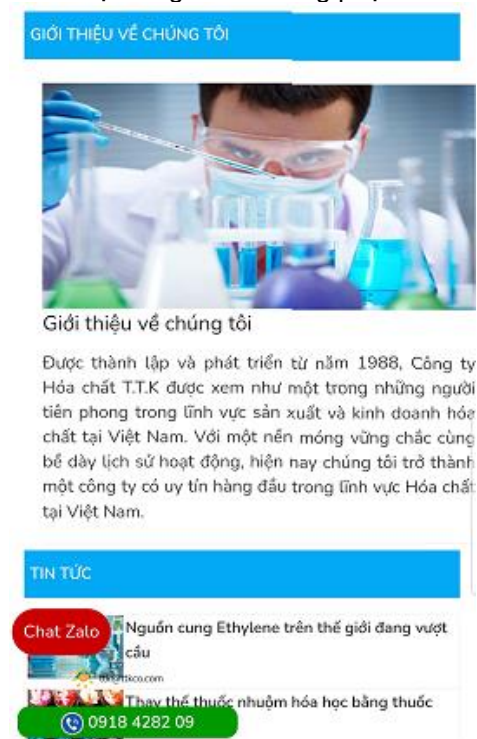 GIỚI THIỆU VỀ CHÚNG TÔI
Giới thiệu về chúng tôi
Được thành lập và phát triển từ năm 1988, Công ty
Hóa chất T.T.K được xem như một trong những người
tiên phong trong lĩnh vực sản xuất và kinh doanh hóa
chất tại Việt Nam. Với một nền móng vững chắc cùng
bề dày lịch sử hoạt động, hiện nay chúng tôi trở thành
một công ty có uy tín hàng đầu trong lĩnh vực Hóa chất
tại Việt Nam.
TIN TỨC
Chat Zalo
Nguồn cung Ethylene trên thế giới đang vượt
cầu
Thay thế thuốc nhuộm hóa học bằng thuốc
0918 4282 09